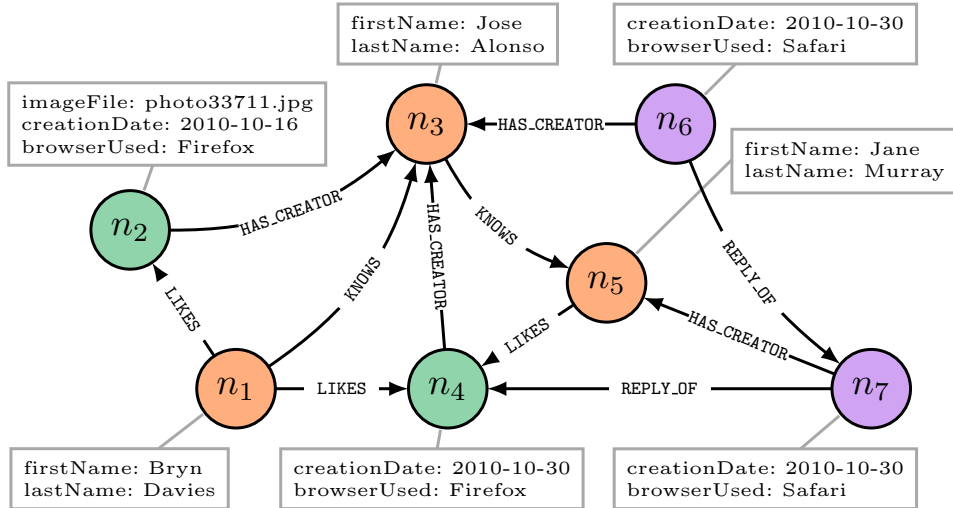 firstName: Jose
lastName: Alonso
creationDate: 2010-10-30
browserUsed: Safari
imageFile: photo33711.jpg
creationDate: 2010-10-16
browserUsed: Firefox
n3
HAS_CREATOR
n6
firstName: Jane
lastName: Murray
n2
HAS_CREATOR
HAS_CREATOR
KNOWS
KNOWS
REPLY_OF
n5
LIKES
LIKES
HAS_CREATOR
n1
LIKES
n4
REPLY_OF
n7
firstName: Bryn
lastName: Davies
creationDate: 2010-10-30
browserUsed: Firefox
creationDate: 2010-10-30
browserUsed: Safari